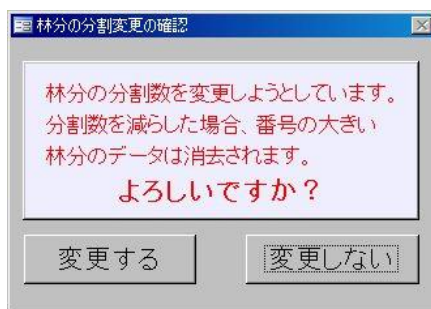 林分の分割変更の確認
林分の分割数を変更しようとしています。
分割数を減らした場合、番号の大きい
林分のデータは消去されます。
よろしいですか？
変更する
変更しない